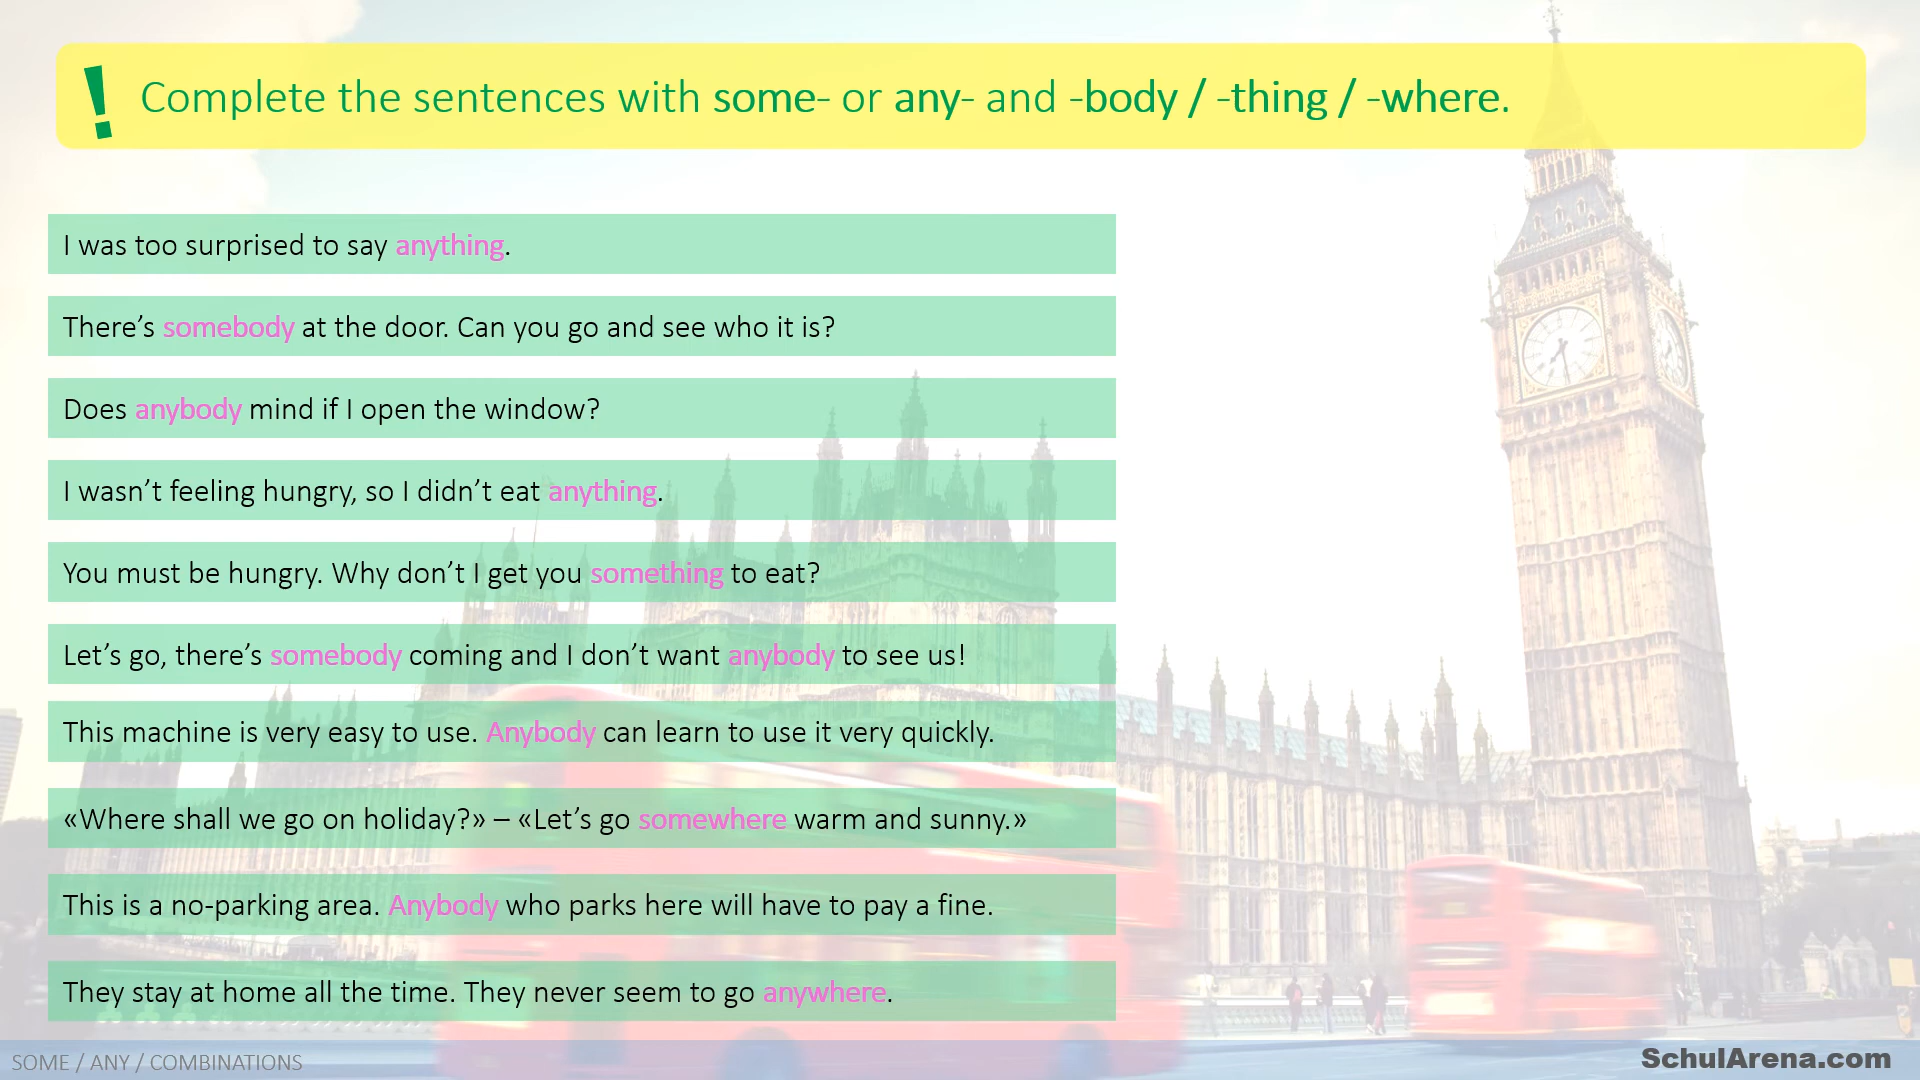 ! Complete the sentences with some- or any- and -body / -thing / -where.
I was too surprised to say anything.
There’s somebody at the door. Can you go and see who it is?
Does anybody mind if I open the window?
I wasn’t feeling hungry, so I didn’t eat anything.
You must be hungry. Why don’t I get you something to eat?
Let’s go, there’s somebody coming and I don’t want anybody to see us!
This machine is very easy to use. Anybody can learn to use it very quickly.
«Where shall we go on holiday?» – «Let’s go somewhere warm and sunny.»
This is a no-parking area. Anybody who parks here will have to pay a fine.
They stay at home all the time. They never seem to go anywhere.
SOME / ANY / COMBINATIONS
SchulArena.com